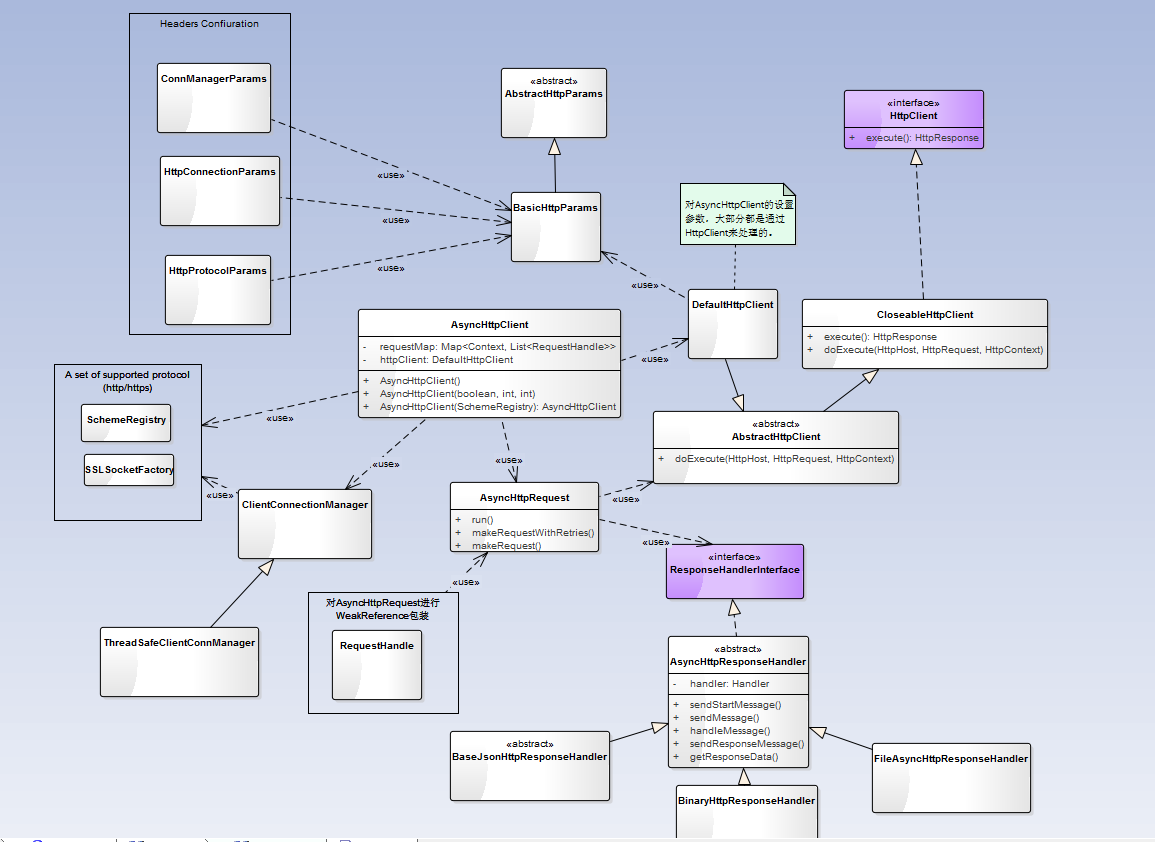 Headers Confiuration
ConnManagerParams
HttpConnectionParams
HttpProtocolParams
«use»
«use»
«use»
«abstract»
AbstractHttpParams
BasicHttpParams
«interface»
HttpClient
+ execute(): HttpResponse
对AsyncHttpClient的设置
参数，大部分都是通过
HttpClient来处理的。
«use»
DefaultHttpClient
CloseableHttpClient
+ execute(): HttpResponse
+ doExecute(HttpHost, HttpRequest, HttpContext)
AsyncHttpClient
- requestMap: Map<Context, List<RequestHandle>>
- httpClient: DefaultHttpClient
+ AsyncHttpClient()
+ AsyncHttpClient(boolean, int, int)
+ AsyncHttpClient(SchemeRegistry): AsyncHttpClient
«use»
A set of supported protocol
(http/https)
SchemeRegistry
SSLSocketFactory
«use»
«use»
«use»
«use»
«abstract»
AbstractHttpClient
+ doExecute(HttpHost, HttpRequest, HttpContext)
ClientConnectionManager
AsyncHttpRequest
+ run()
+ makeRequestWithRetries()
+ makeRequest()
«use»
«use»
«use»
«interface»
ResponseHandlerInterface
对AsyncHttpRequest进行
WeakReference包装
RequestHandle
ThreadSafeClientConnManager
«abstract»
AsyncHttpResponseHandler
- handler: Handler
+ sendStartMessage()
+ sendMessage()
+ handleMessage()
+ sendResponseMessage()
+ getResponseData()
«abstract»
BaseJsonHttpResponseHandler
FileAsyncHttpResponseHandler
BinaryHttpResponseHandler